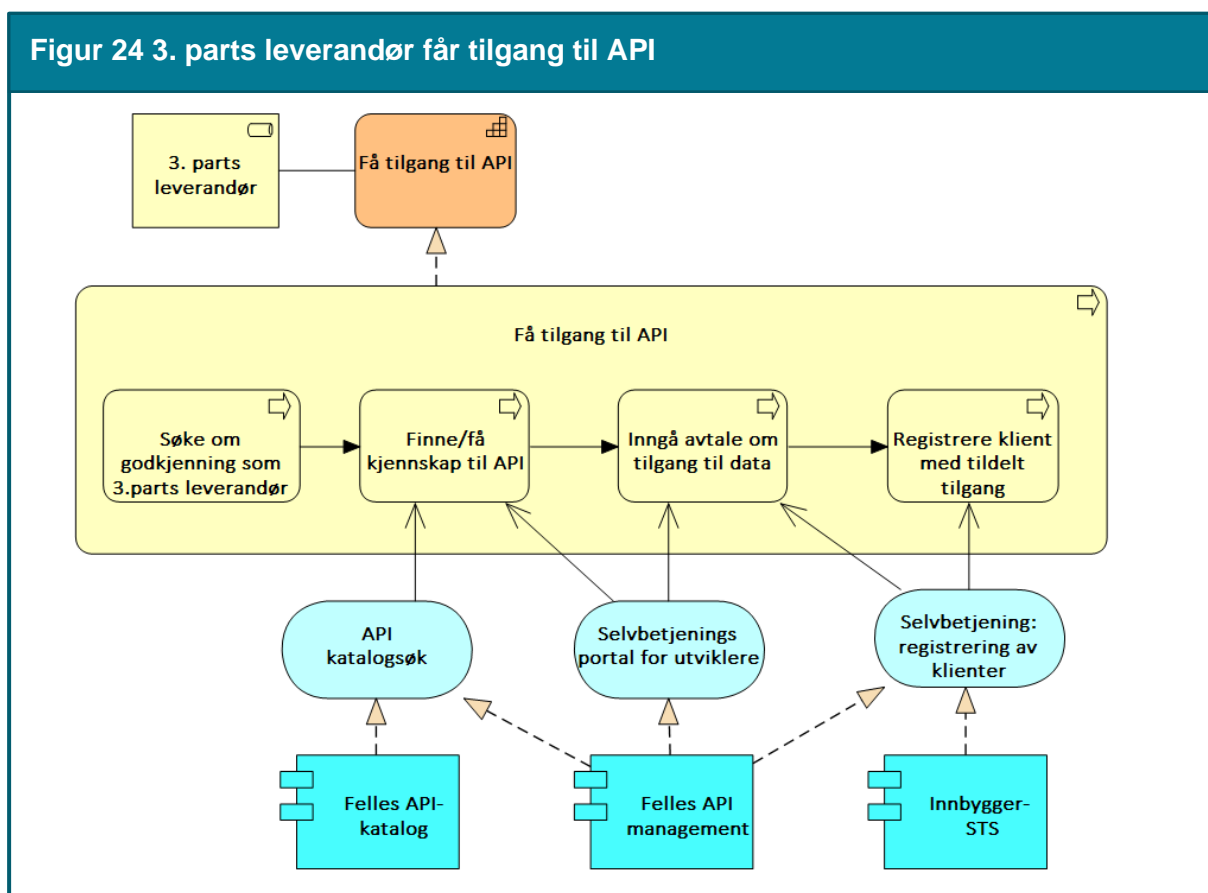 Figur 24 3. parts leverandør får tilgang til API
3. parts
leverandør
Få tilgang til API
Få tilgang til API
Søke om
godkjenning som
3.parts leverandør
Finne/få
kjennskap til API
Inngå avtale om
tilgang til data
Registrere klient
med tildelt
tilgang
API
katalogsøk
Selvbetjenings
portal for utviklere
Selvbetjening:
registrering av
klienter
Felles API-
katalog
Felles API
management
Innbygger-
STS